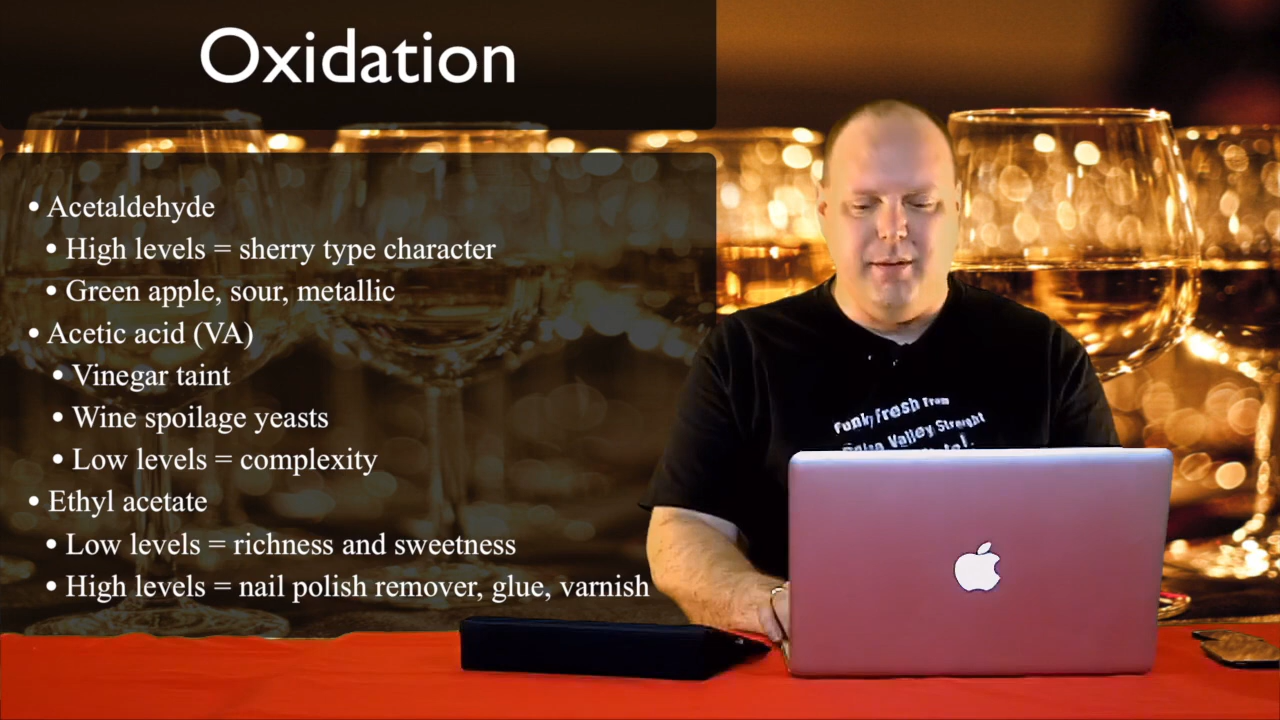 Oxidation
• Acetaldehyde
• High levels = sherry type character
• Green apple, sour, metallic
• Acetic acid (VA)
• Vinegar taint
• Wine spoilage yeasts
• Low levels = complexity
• Ethyl acetate
• Low levels = richness and sweetness
• High levels = nail polish remover, glue, varnish
Funky Fresh From
Valley Straight